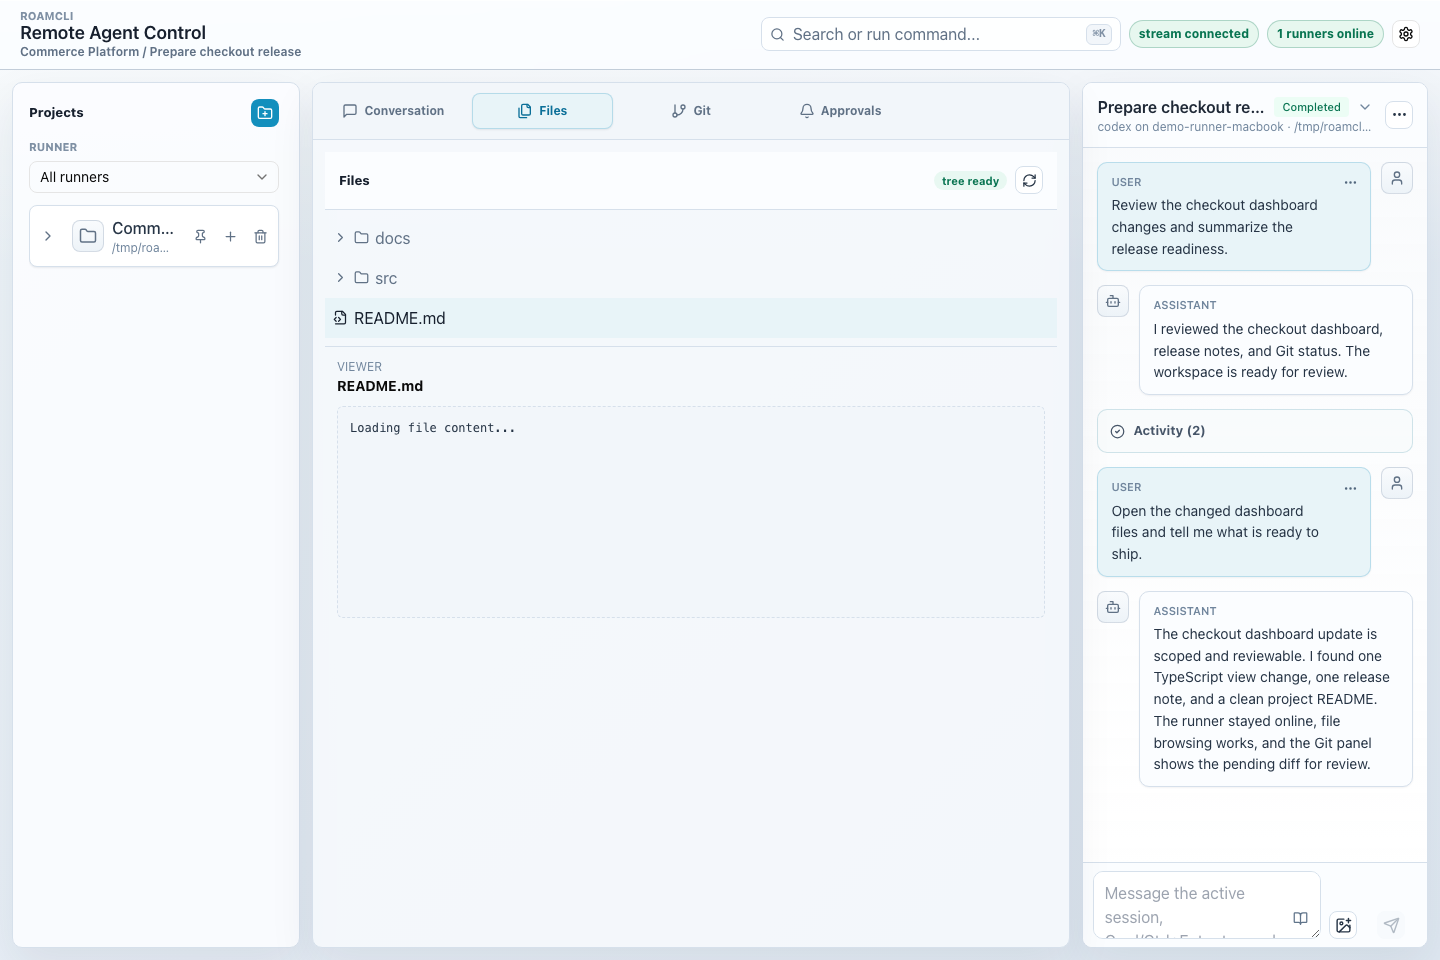 ROAMCLI
Remote Agent Control
Commerce Platform / Prepare checkout release
Search or run command...
⌘K
stream connected
1 runners online
Projects
RUNNER
All runners
Comm...
/tmp/roa...
Conversation
Files
Git
Approvals
Files
tree ready
docs
src
README.md
VIEWER
README.md
Loading file content...
Prepare checkout re...
Completed
codex on demo-runner-macbook · /tmp/roamcl...
USER
Review the checkout dashboard
changes and summarize the
release readiness.
ASSISTANT
I reviewed the checkout dashboard,
release notes, and Git status. The
workspace is ready for review.
Activity (2)
USER
Open the changed dashboard
files and tell me what is ready to
ship.
ASSISTANT
The checkout dashboard update is
scoped and reviewable. I found one
TypeScript view change, one release
note, and a clean project README.
The runner stayed online, file
browsing works, and the Git panel
shows the pending diff for review.
Message the active
session,